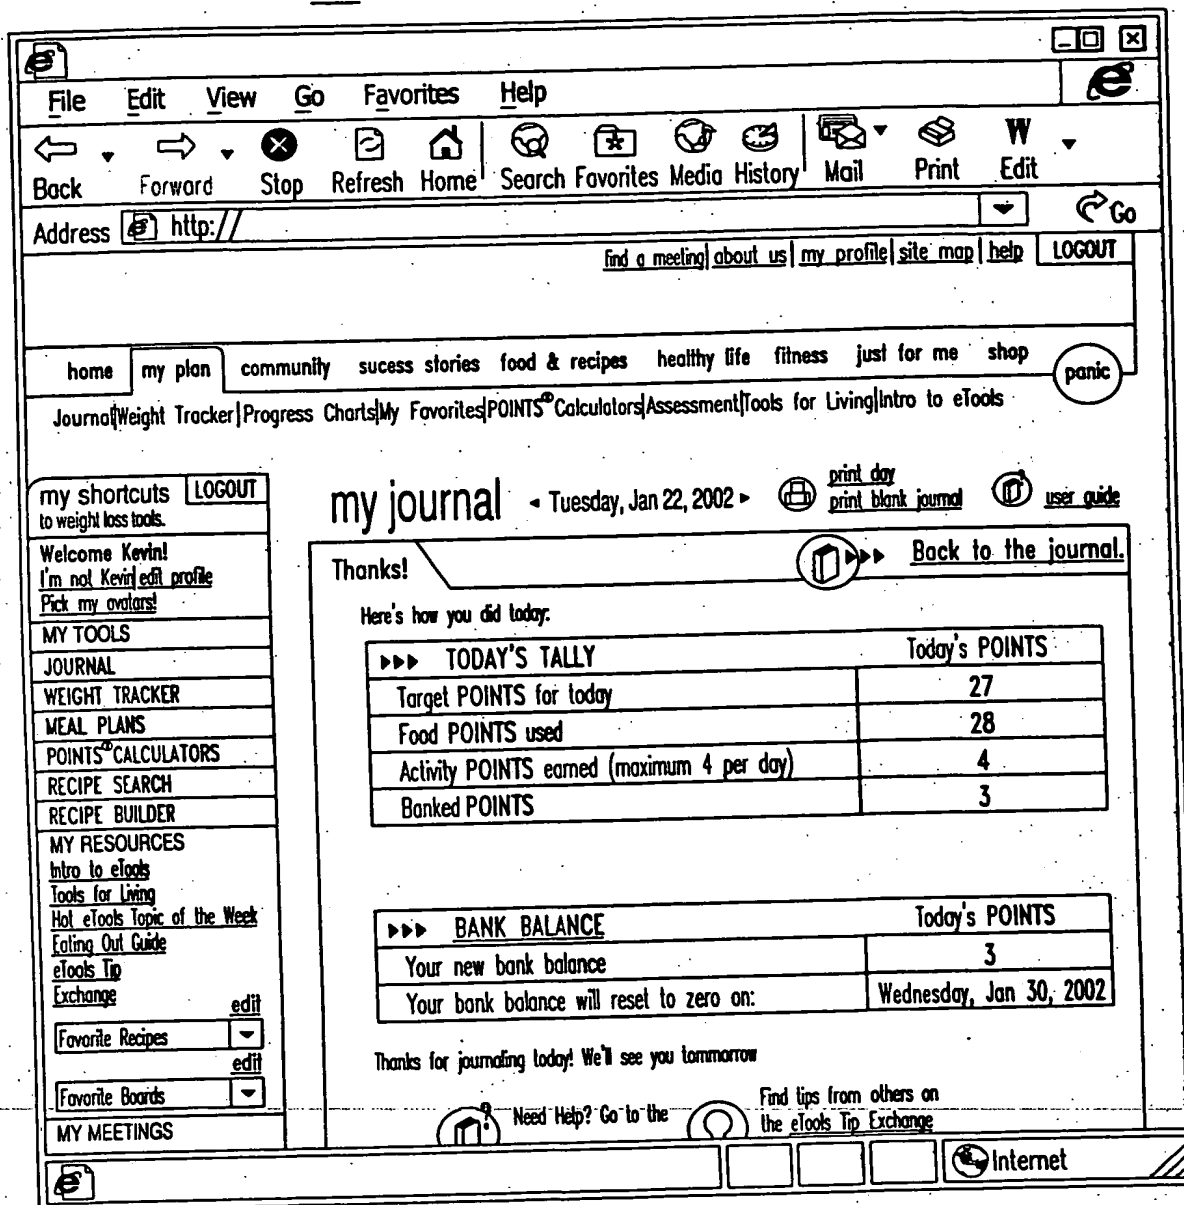 File Edit View Go Favorites Help
Back Forward Stop Refresh Home Search Favorites Media History Mail Print Edit
Address http:// Go
find a meeting| about us| my profile| site map| help LOGOUT
home my plan community sucess stories food & recipes healthy life fitness just for me shop panic
Journal|Weight Tracker|Progress Charts|My Favorites|POINTS® Calculators|Assessment|Tools for Living|Intro to eTools
my shortcuts LOGOUT
to weight loss tools.
Welcome Kevin!
I'm not Kevin| edit profile
Pick my avatars!
MY TOOLS
JOURNAL
WEIGHT TRACKER
MEAL PLANS
POINTS® CALCULATORS
RECIPE SEARCH
RECIPE BUILDER
MY RESOURCES
Intro to eTools
Tools for Living
Hot eTools Topic of the Week
Eating Out Guide
eTools Tip
Exchange
edit
Favorite Recipes
edit
Favorite Boards
MY MEETINGS
my journal ◂ Tuesday, Jan 22, 2002 ▸
print day
print blank journal
user guide
Thanks!
Back to the journal.
Here's how you did today:
TODAY'S TALLY Today's POINTS
Target POINTS for today 27
Food POINTS used 28
Activity POINTS earned (maximum 4 per day) 4
Banked POINTS 3
BANK BALANCE Today's POINTS
Your new bank balance 3
Your bank balance will reset to zero on: Wednesday, Jan 30, 2002
Thanks for journaling today! We'll see you tommorrow
Need Help? Go to the
Find tips from others on
the eTools Tip Exchange
Internet